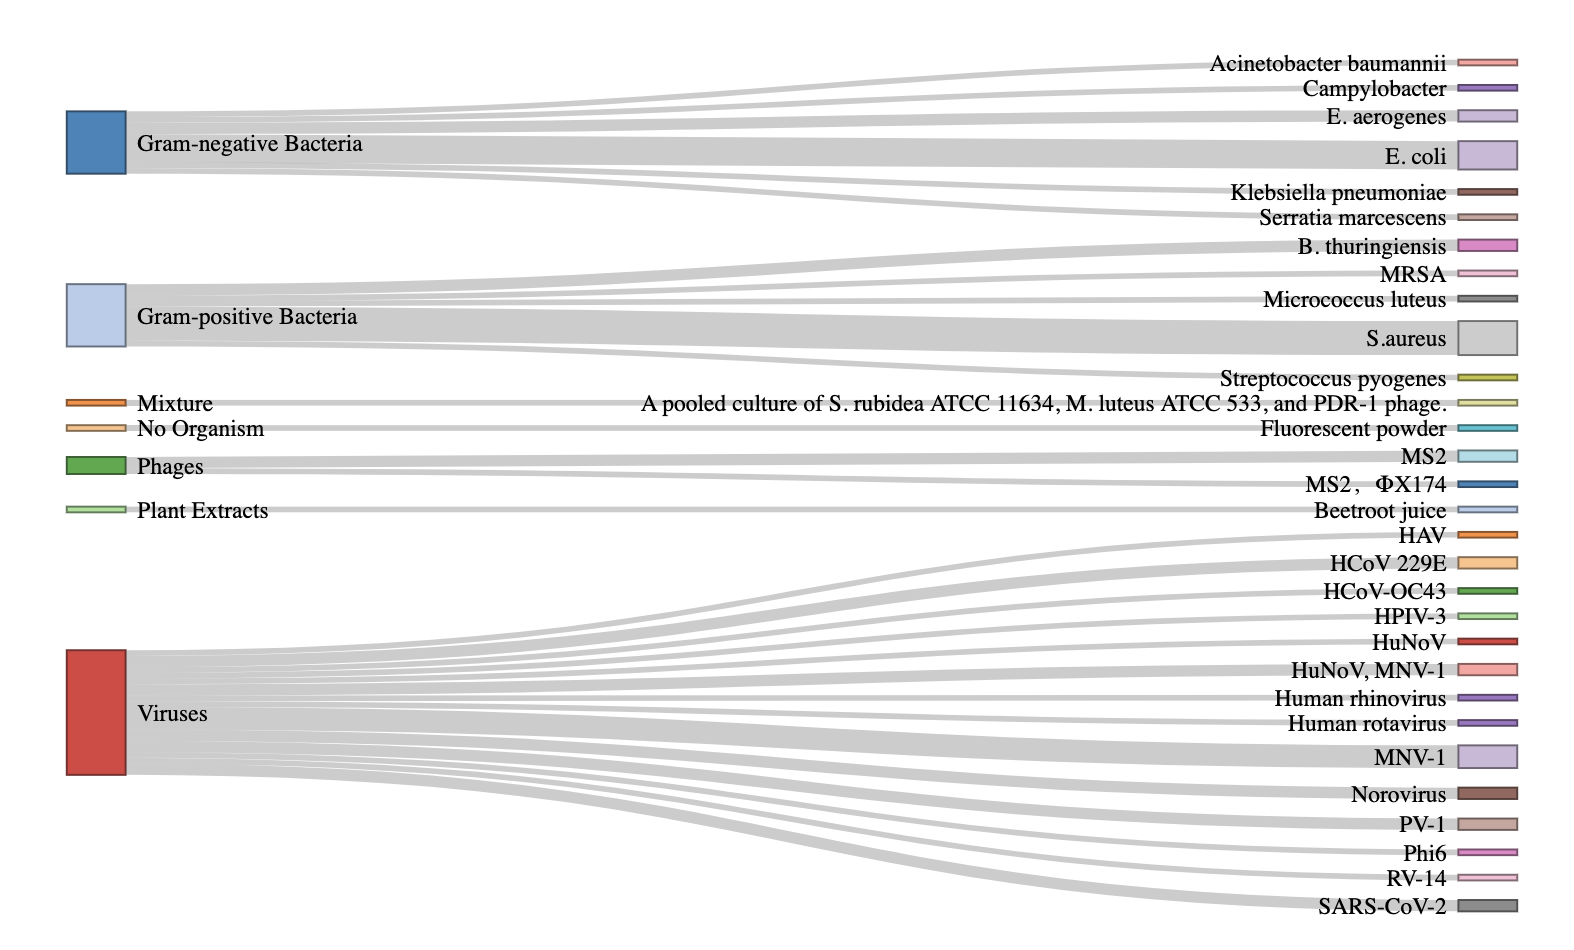 Acinetobacter baumannii
Campylobacter
E. aerogenes
Gram-negative Bacteria
E. coli
Klebsiella pneumoniae
Serratia marcescens
B. thuringiensis
MRSA
Micrococcus luteus
Gram-positive Bacteria
S.aureus
Streptococcus pyogenes
Mixture
A pooled culture of S. rubidea ATCC 11634, M. luteus ATCC 533, and PDR-1 phage.
No Organism
Fluorescent powder
MS2
Phages
MS2，ΦX174
Plant Extracts
Beetroot juice
HAV
HCoV 229E
HCoV-OC43
HPIV-3
HuNoV
HuNoV, MNV-1
Human rhinovirus
Viruses
Human rotavirus
MNV-1
Norovirus
PV-1
Phi6
RV-14
SARS-CoV-2